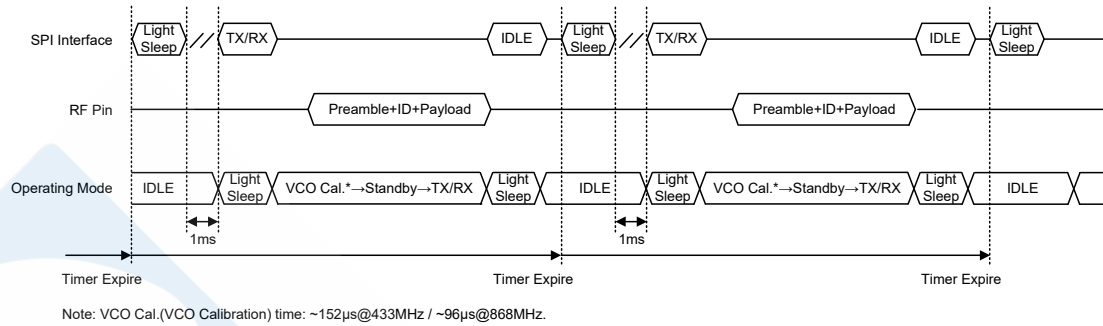 SPI Interface Light Sleep TX/RX IDLE Light Sleep TX/RX IDLE Light Sleep
RF Pin Preamble+ID+Payload Preamble+ID+Payload
Operating Mode IDLE Light Sleep VCO Cal.*→Standby→TX/RX Light Sleep IDLE Light Sleep VCO Cal.*→Standby→TX/RX Light Sleep IDLE
1ms 1ms
Timer Expire Timer Expire Timer Expire
Note: VCO Cal.(VCO Calibration) time: ~152μs@433MHz / ~96μs@868MHz.